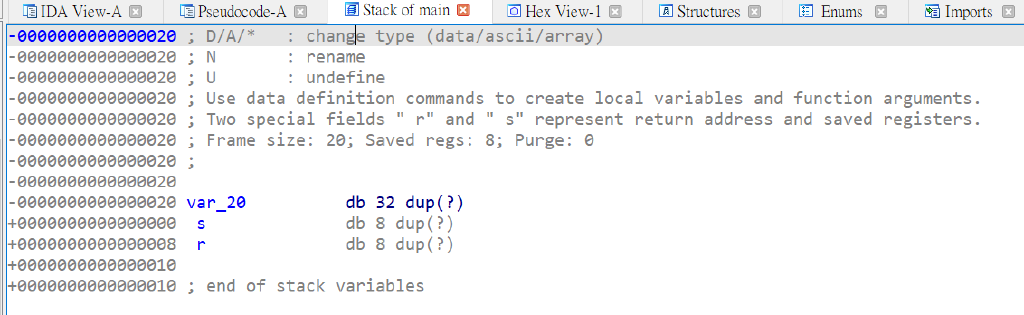 IDA View-A Pseudocode-A Stack of main Hex View-1 Structures Enums Imports
-0000000000000020 ; D/A/* : change type (data/ascii/array)
-0000000000000020 ; N : rename
-0000000000000020 ; U : undefine
-0000000000000020 ; Use data definition commands to create local variables and function arguments.
-0000000000000020 ; Two special fields " r" and " s" represent return address and saved registers.
-0000000000000020 ; Frame size: 20; Saved regs: 8; Purge: 0
-0000000000000020 ;
-0000000000000020
-0000000000000020 var_20 db 32 dup(?)
+0000000000000000 s db 8 dup(?)
+0000000000000008 r db 8 dup(?)
+0000000000000010
+0000000000000010 ; end of stack variables